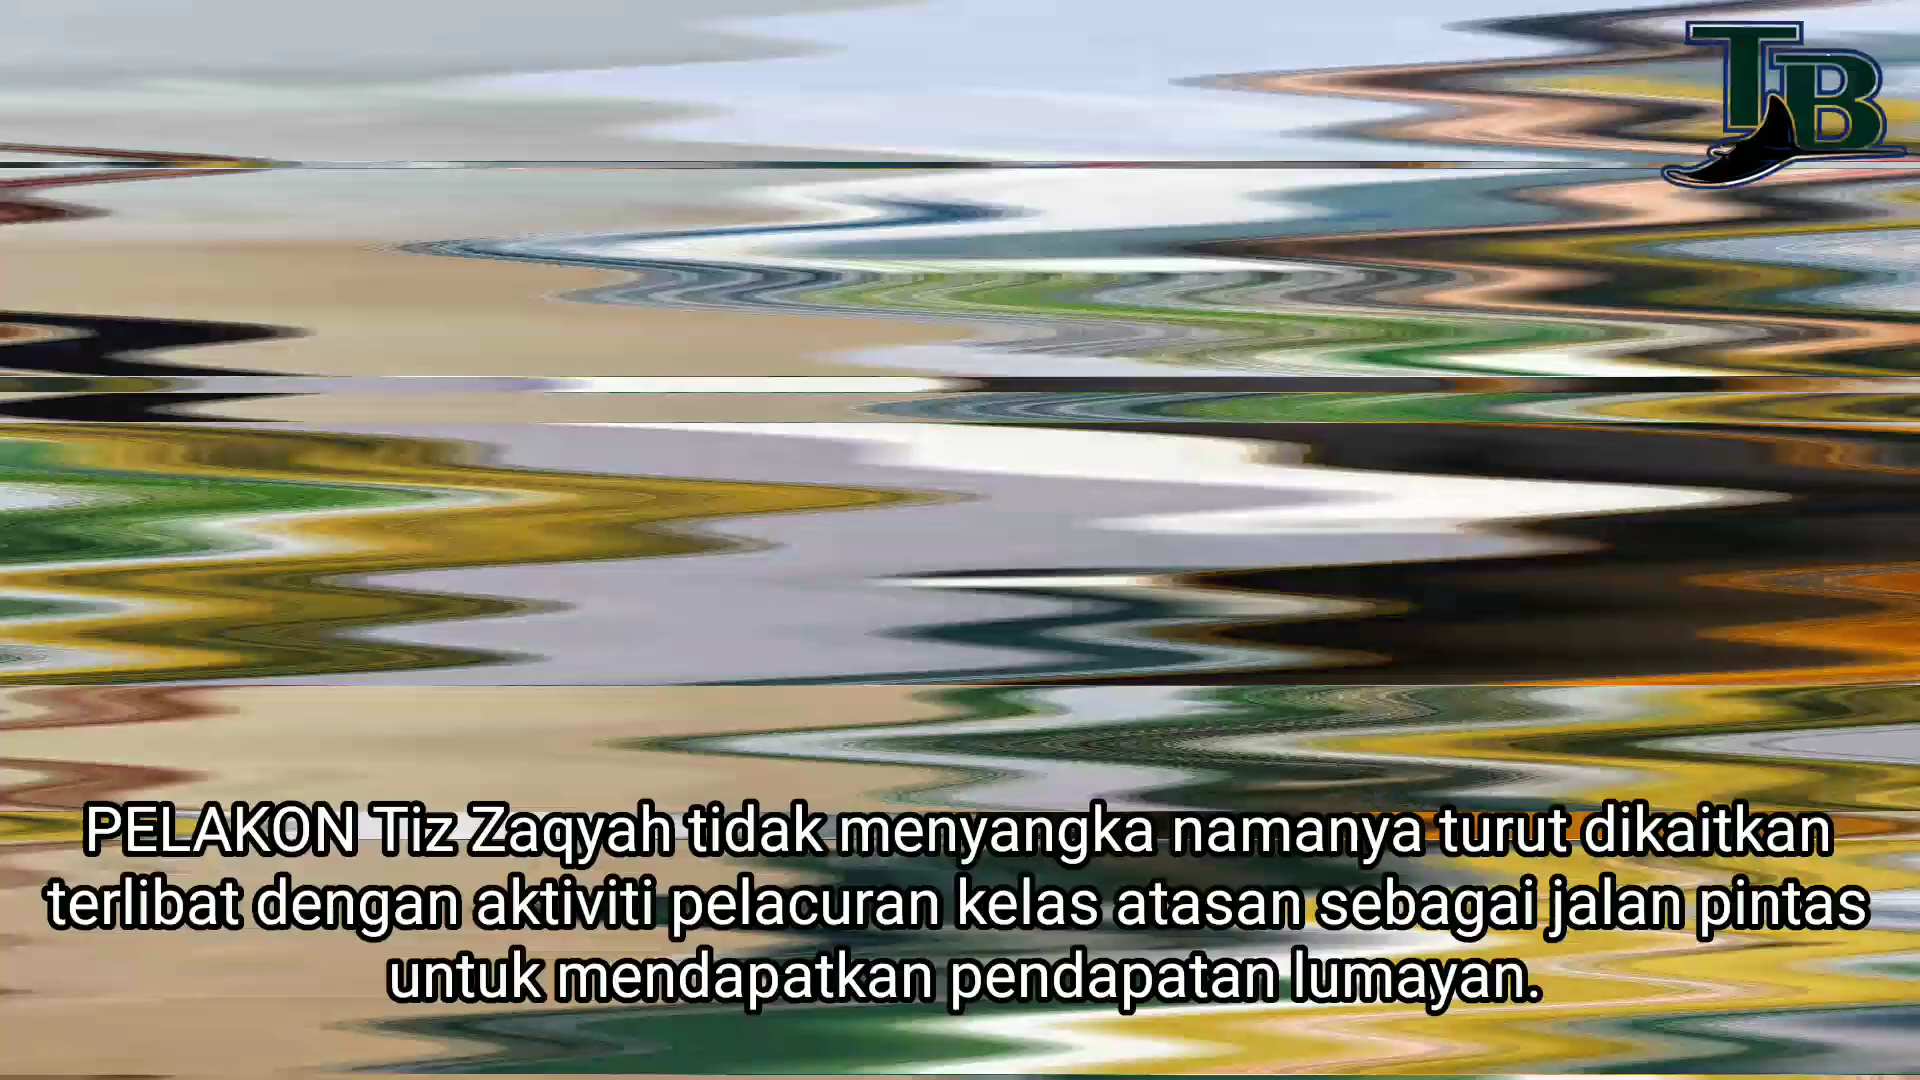 TB
PELAKON Tiz Zaqyah tidak menyangka namanya turut dikaitkan
terlibat dengan aktiviti pelacuran kelas atasan sebagai jalan pintas
untuk mendapatkan pendapatan lumayan.